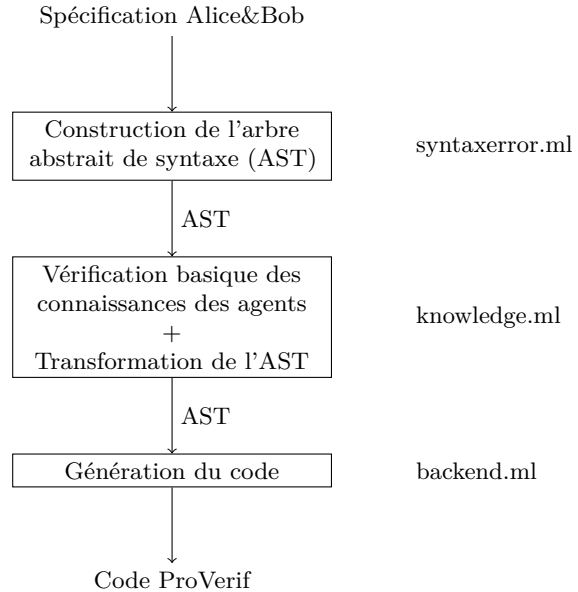 Spécification Alice&Bob
Construction de l'arbre
abstrait de syntaxe (AST)
syntaxerror.ml
AST
Vérification basique des
connaissances des agents
+
Transformation de l'AST
knowledge.ml
AST
Génération du code
backend.ml
Code ProVerif